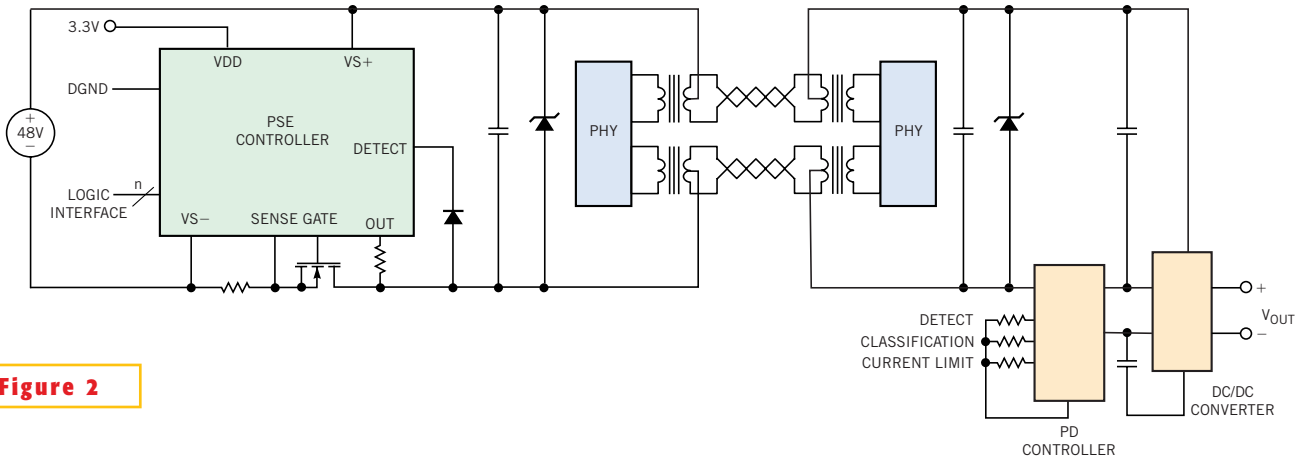 3.3V
VDD
VS+
DGND
PHY
PHY
PSE
CONTROLLER
+
48V
−
DETECT
n
LOGIC
INTERFACE
VS−
SENSE
GATE
OUT
DETECT
CLASSIFICATION
CURRENT LIMIT
+
VOUT
−
Figure 2
DC/DC
CONVERTER
PD
CONTROLLER